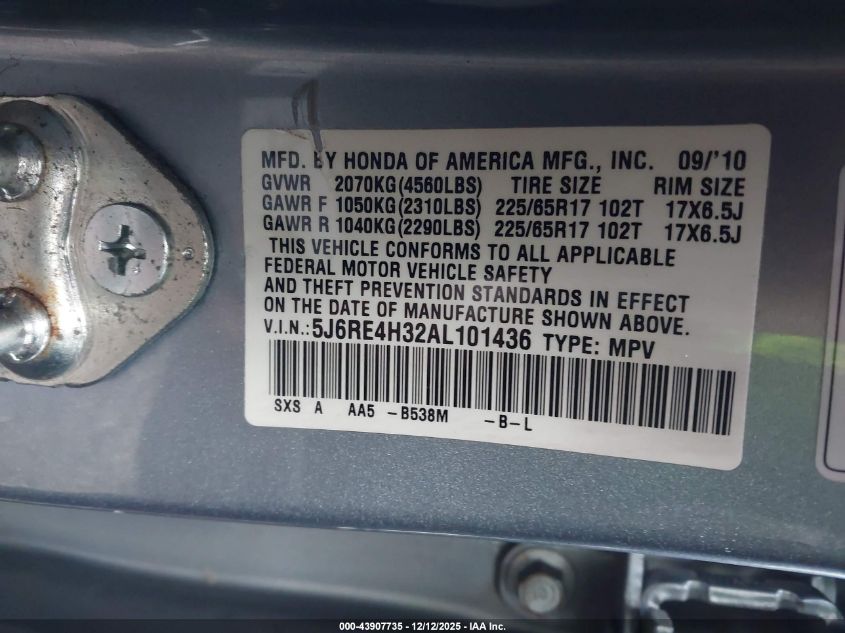 MFD. BY HONDA OF AMERICA MFG., INC. 09/'10
GVWR 2070KG(4560LBS) TIRE SIZE RIM SIZE
GAWR F 1050KG(2310LBS) 225/65R17 102T 17X6.5J
GAWR R 1040KG(2290LBS) 225/65R17 102T 17X6.5J
THIS VEHICLE CONFORMS TO ALL APPLICABLE
FEDERAL MOTOR VEHICLE SAFETY
AND THEFT PREVENTION STANDARDS IN EFFECT
ON THE DATE OF MANUFACTURE SHOWN ABOVE.
V.I.N.: 5J6RE4H32AL101436 TYPE: MPV
SXS A AA5 -B538M -B-L
000-43907735 - 12/12/2025 - IAA Inc.